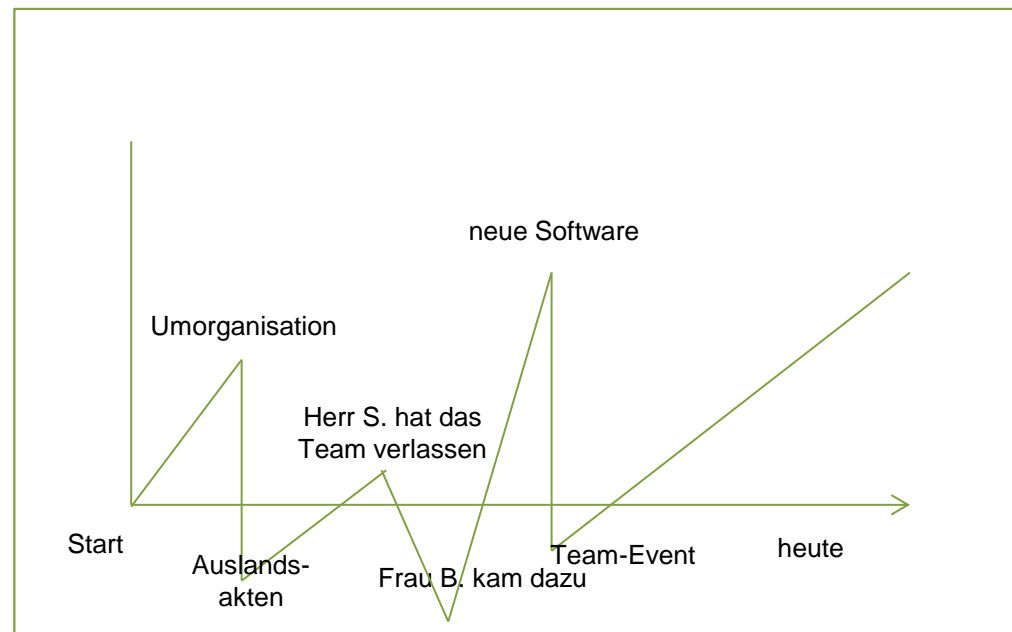 neue Software
Umorganisation
Herr S. hat das
Team verlassen
Start
Auslands-
akten
Frau B. kam dazu
Team-Event
heute